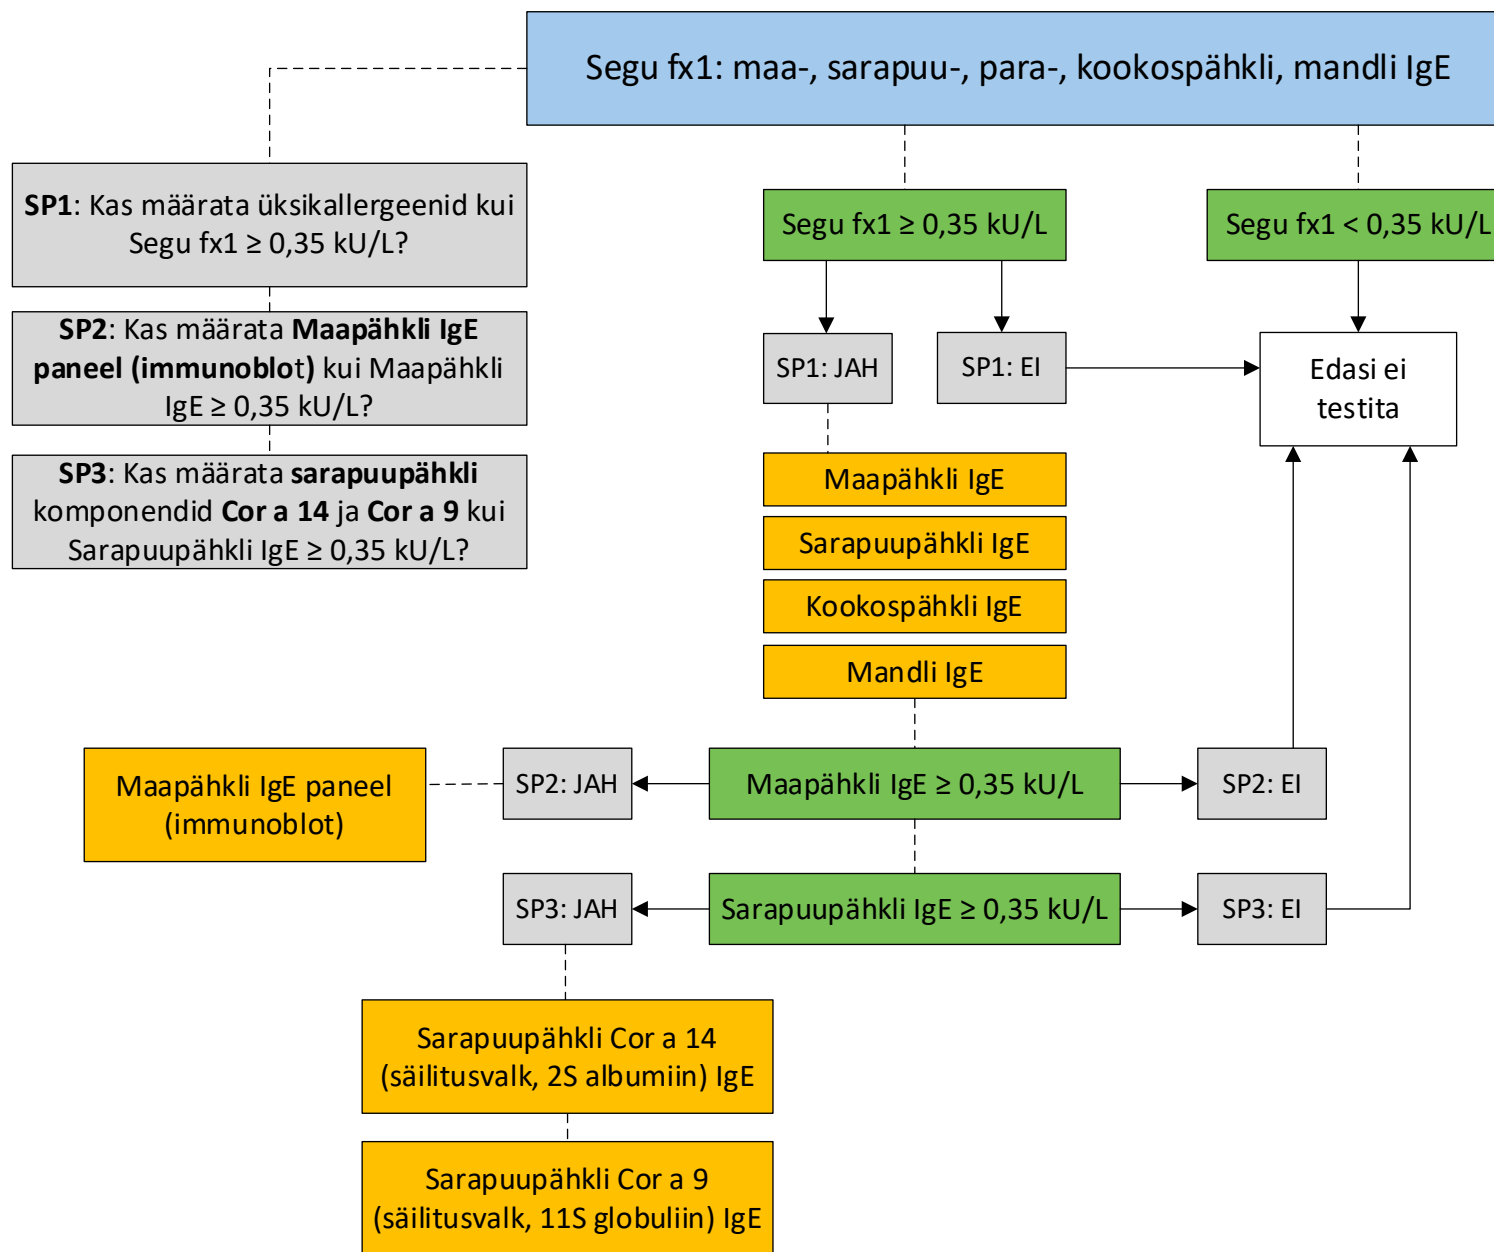 Segu fx1: maa-, sarapuu-, para-, kookospähkli, mandli IgE
SP1: Kas määrata üksikallergeenid kui
Segu fx1 ≥ 0,35 kU/L?
SP2: Kas määrata Maapähkli IgE
paneel (immunoblot) kui Maapähkli
IgE ≥ 0,35 kU/L?
SP3: Kas määrata sarapuupähkli
komponendid Cor a 14 ja Cor a 9 kui
Sarapuupähkli IgE ≥ 0,35 kU/L?
Segu fx1 ≥ 0,35 kU/L
Segu fx1 < 0,35 kU/L
SP1: JAH
SP1: EI
Edasi ei
testita
Maapähkli IgE
Sarapuupähkli IgE
Kookospähkli IgE
Mandli IgE
Maapähkli IgE paneel
(immunoblot)
SP2: JAH
Maapähkli IgE ≥ 0,35 kU/L
SP2: EI
SP3: JAH
Sarapuupähkli IgE ≥ 0,35 kU/L
SP3: EI
Sarapuupähkli Cor a 14
(säilitusvalk, 2S albumiin) IgE
Sarapuupähkli Cor a 9
(säilitusvalk, 11S globuliin) IgE